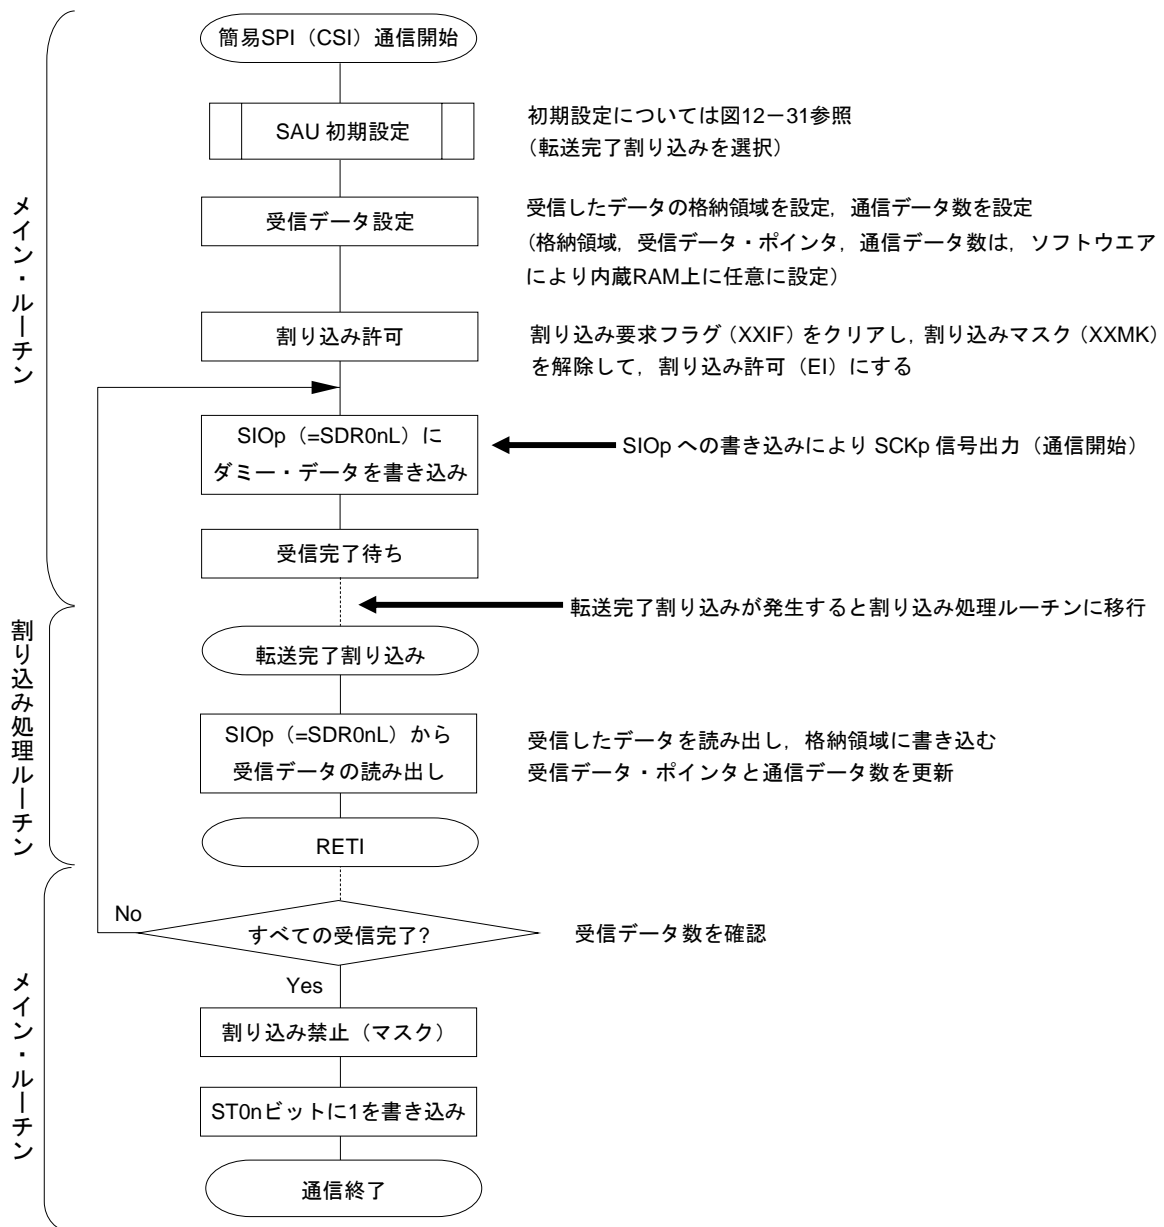 簡易SPI（CSI）通信開始
SAU 初期設定
初期設定については図12－31参照
（転送完了割り込みを選択）
メイン・ルーチン
受信データ設定
受信したデータの格納領域を設定，通信データ数を設定
（格納領域，受信データ・ポインタ，通信データ数は，ソフトウエア
により内蔵RAM上に任意に設定）
割り込み許可
割り込み要求フラグ（XXIF）をクリアし，割り込みマスク（XXMK）
を解除して，割り込み許可（EI）にする
SIOp（=SDR0nL）に
ダミー・データを書き込み
SIOp への書き込みにより SCKp 信号出力（通信開始）
受信完了待ち
転送完了割り込みが発生すると割り込み処理ルーチンに移行
割り込み処理ルーチン
転送完了割り込み
SIOp（=SDR0nL）から
受信データの読み出し
受信したデータを読み出し，格納領域に書き込む
受信データ・ポインタと通信データ数を更新
RETI
No
すべての受信完了?
受信データ数を確認
Yes
メイン・ルーチン
割り込み禁止（マスク）
ST0nビットに1を書き込み
通信終了